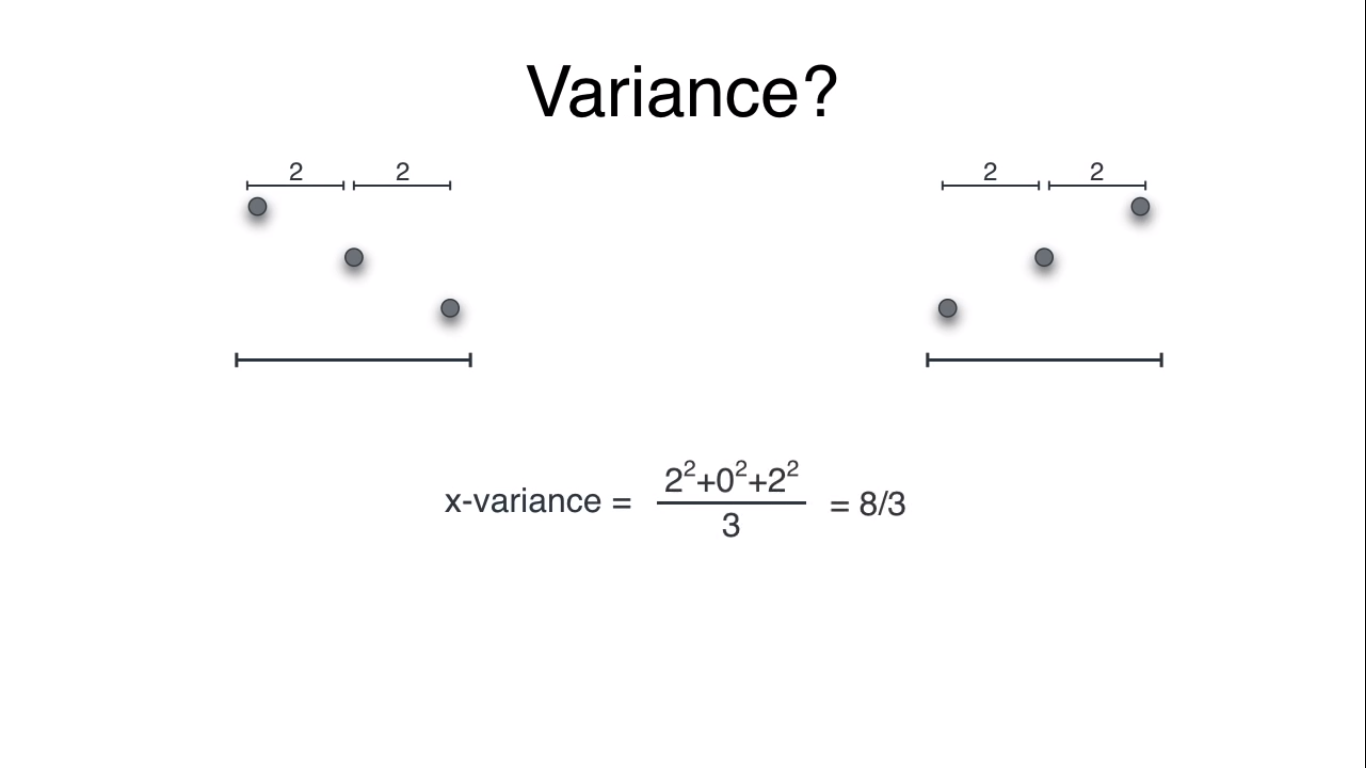 Variance?
2 2 2 2
x-variance = 2²+0²+2² / 3 = 8/3